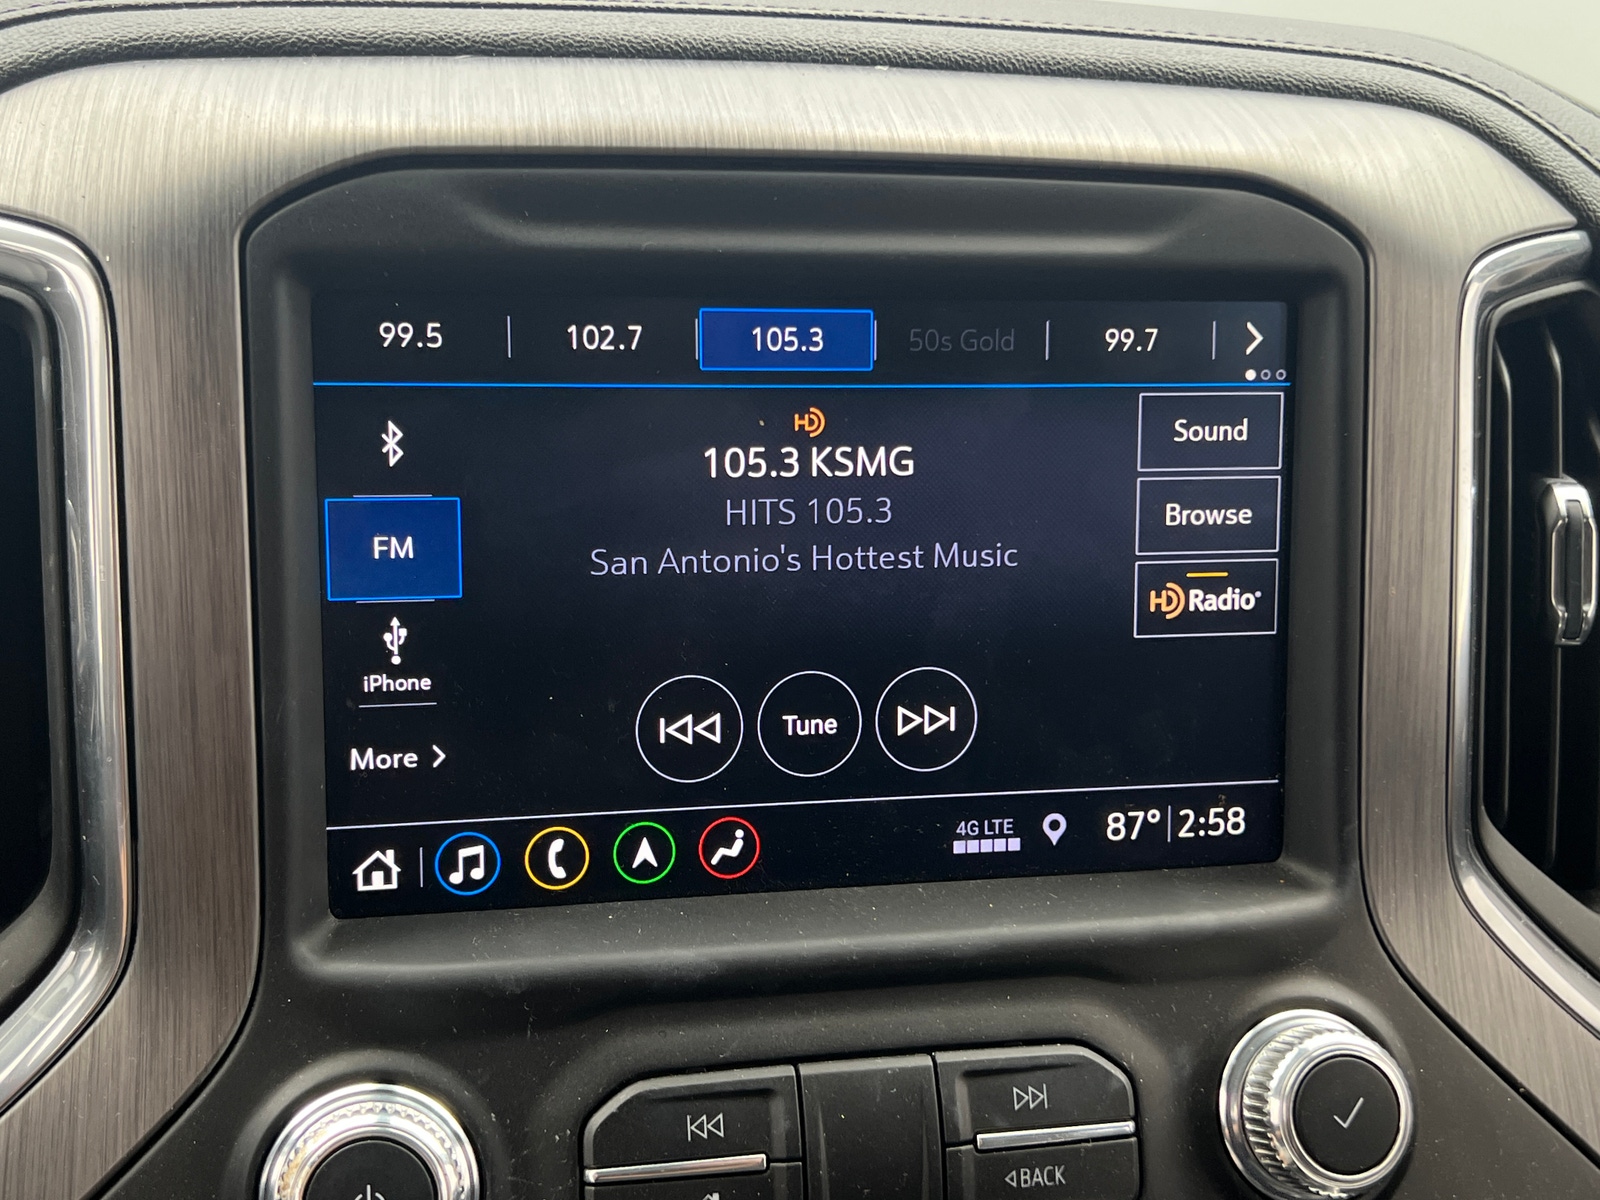 99.5
102.7
105.3
50s Gold
99.7
HD
105.3 KSMG
HITS 105.3
San Antonio's Hottest Music
Sound
Browse
HD Radio
FM
iPhone
More
Tune
4G LTE
87° 2:58
BACK